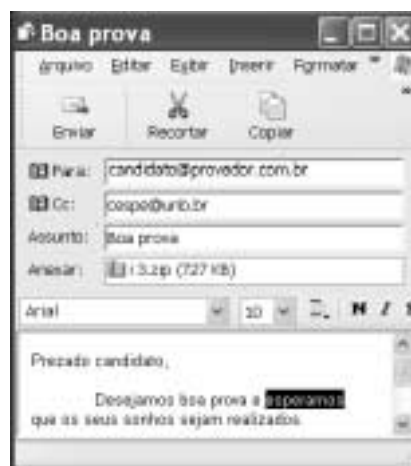 Boa prova
Arquivo Editar Exibir Inserir Formatar
Enviar Recortar Copiar
Para: candidato@provedor.com.br
Cc: cespe@unb.br
Assunto: Boa prova
Anexar: i3.zip (727 KB)
Arial 10 N I
Prezado candidato,
Desejamos boa prova e esperamos
que os seus sonhos sejam realizados.